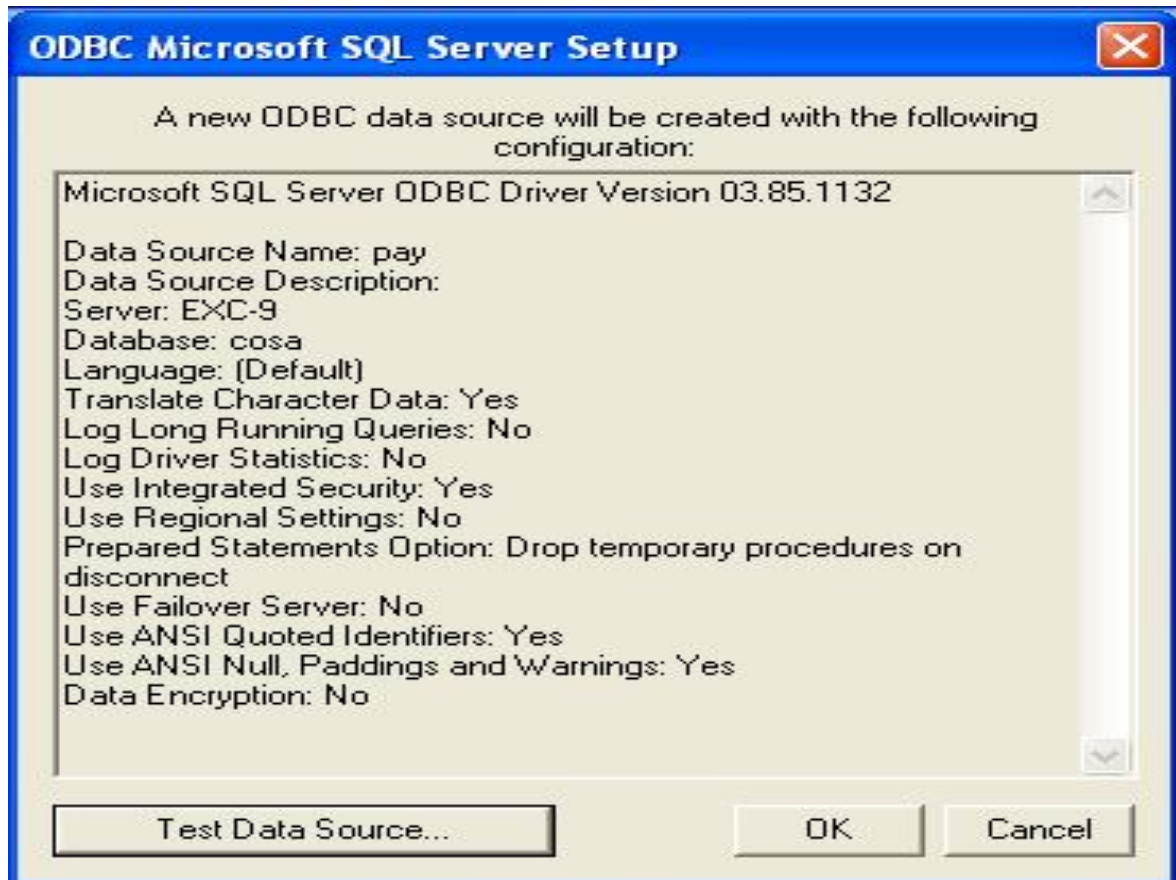 ODBC Microsoft SQL Server Setup
A new ODBC data source will be created with the following
configuration:
Microsoft SQL Server ODBC Driver Version 03.85.1132
Data Source Name: pay
Data Source Description:
Server: EXC-9
Database: cosa
Language: (Default)
Translate Character Data: Yes
Log Long Running Queries: No
Log Driver Statistics: No
Use Integrated Security: Yes
Use Regional Settings: No
Prepared Statements Option: Drop temporary procedures on
disconnect
Use Failover Server: No
Use ANSI Quoted Identifiers: Yes
Use ANSI Null, Paddings and Warnings: Yes
Data Encryption: No
Test Data Source...
OK
Cancel